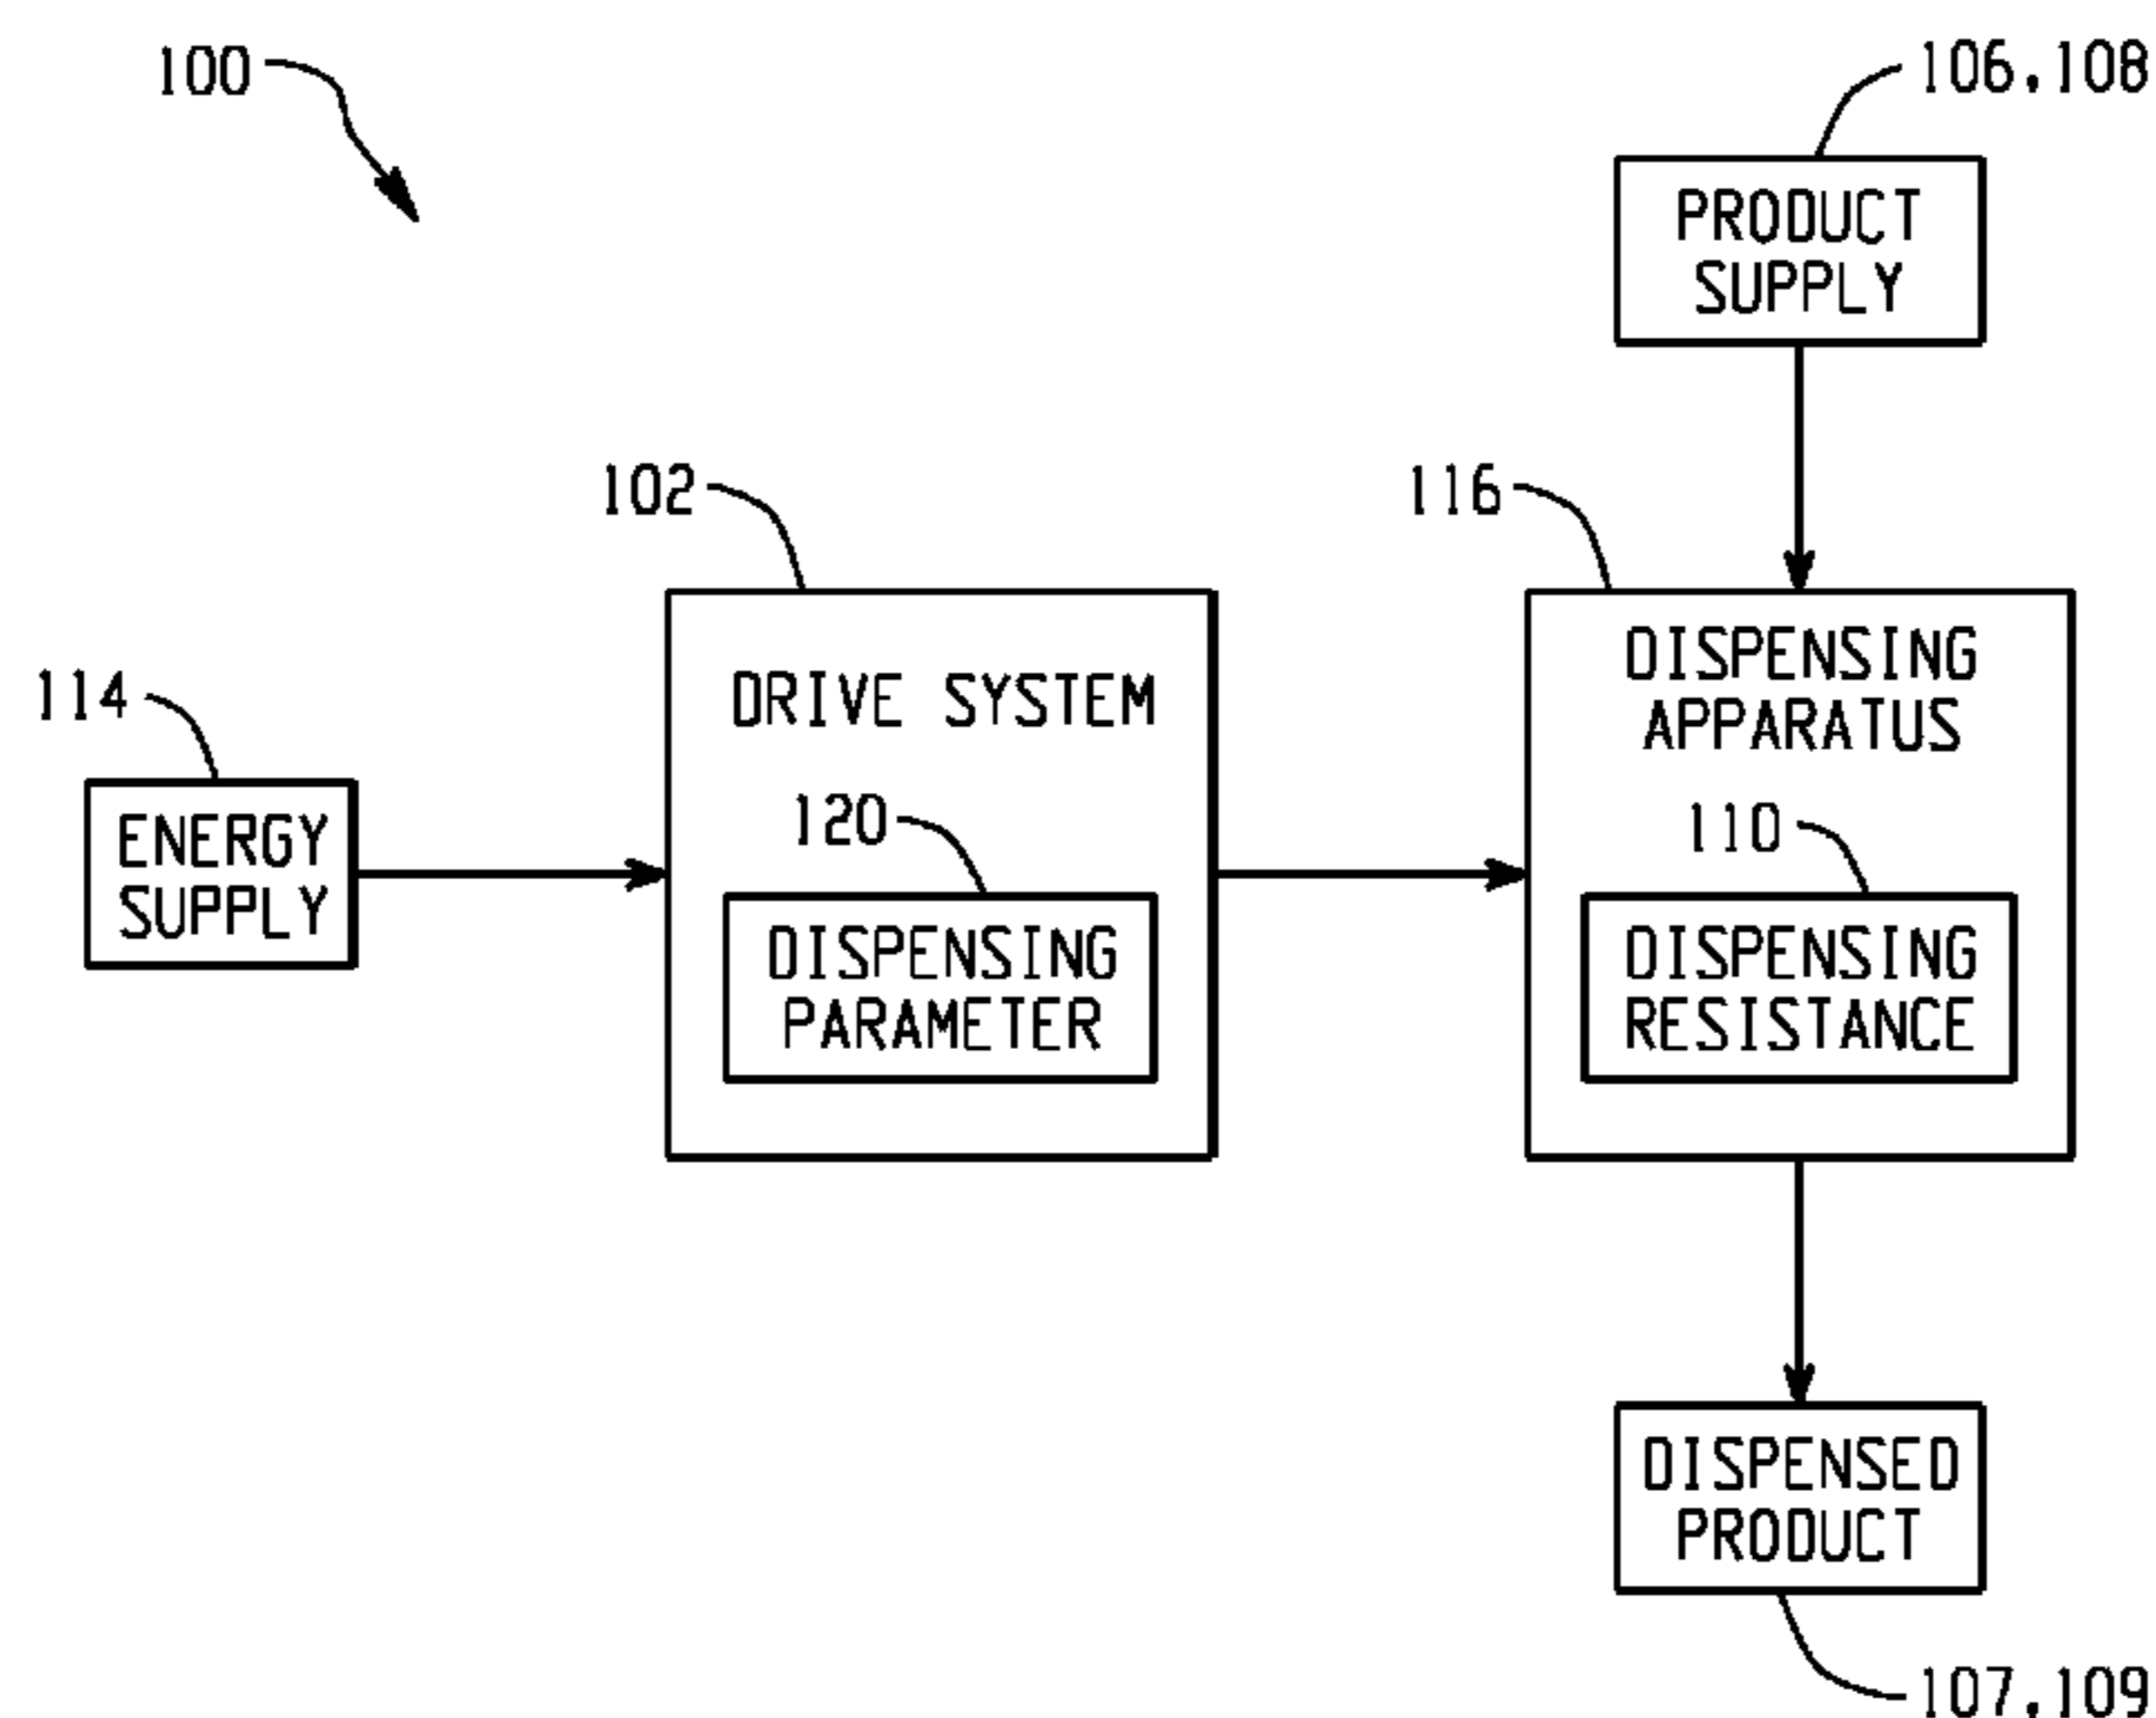 100
106,108
PRODUCT
SUPPLY
102
116
114
ENERGY
SUPPLY
DRIVE SYSTEM
120
DISPENSING
PARAMETER
DISPENSING
APPARATUS
110
DISPENSING
RESISTANCE
DISPENSED
PRODUCT
107,109